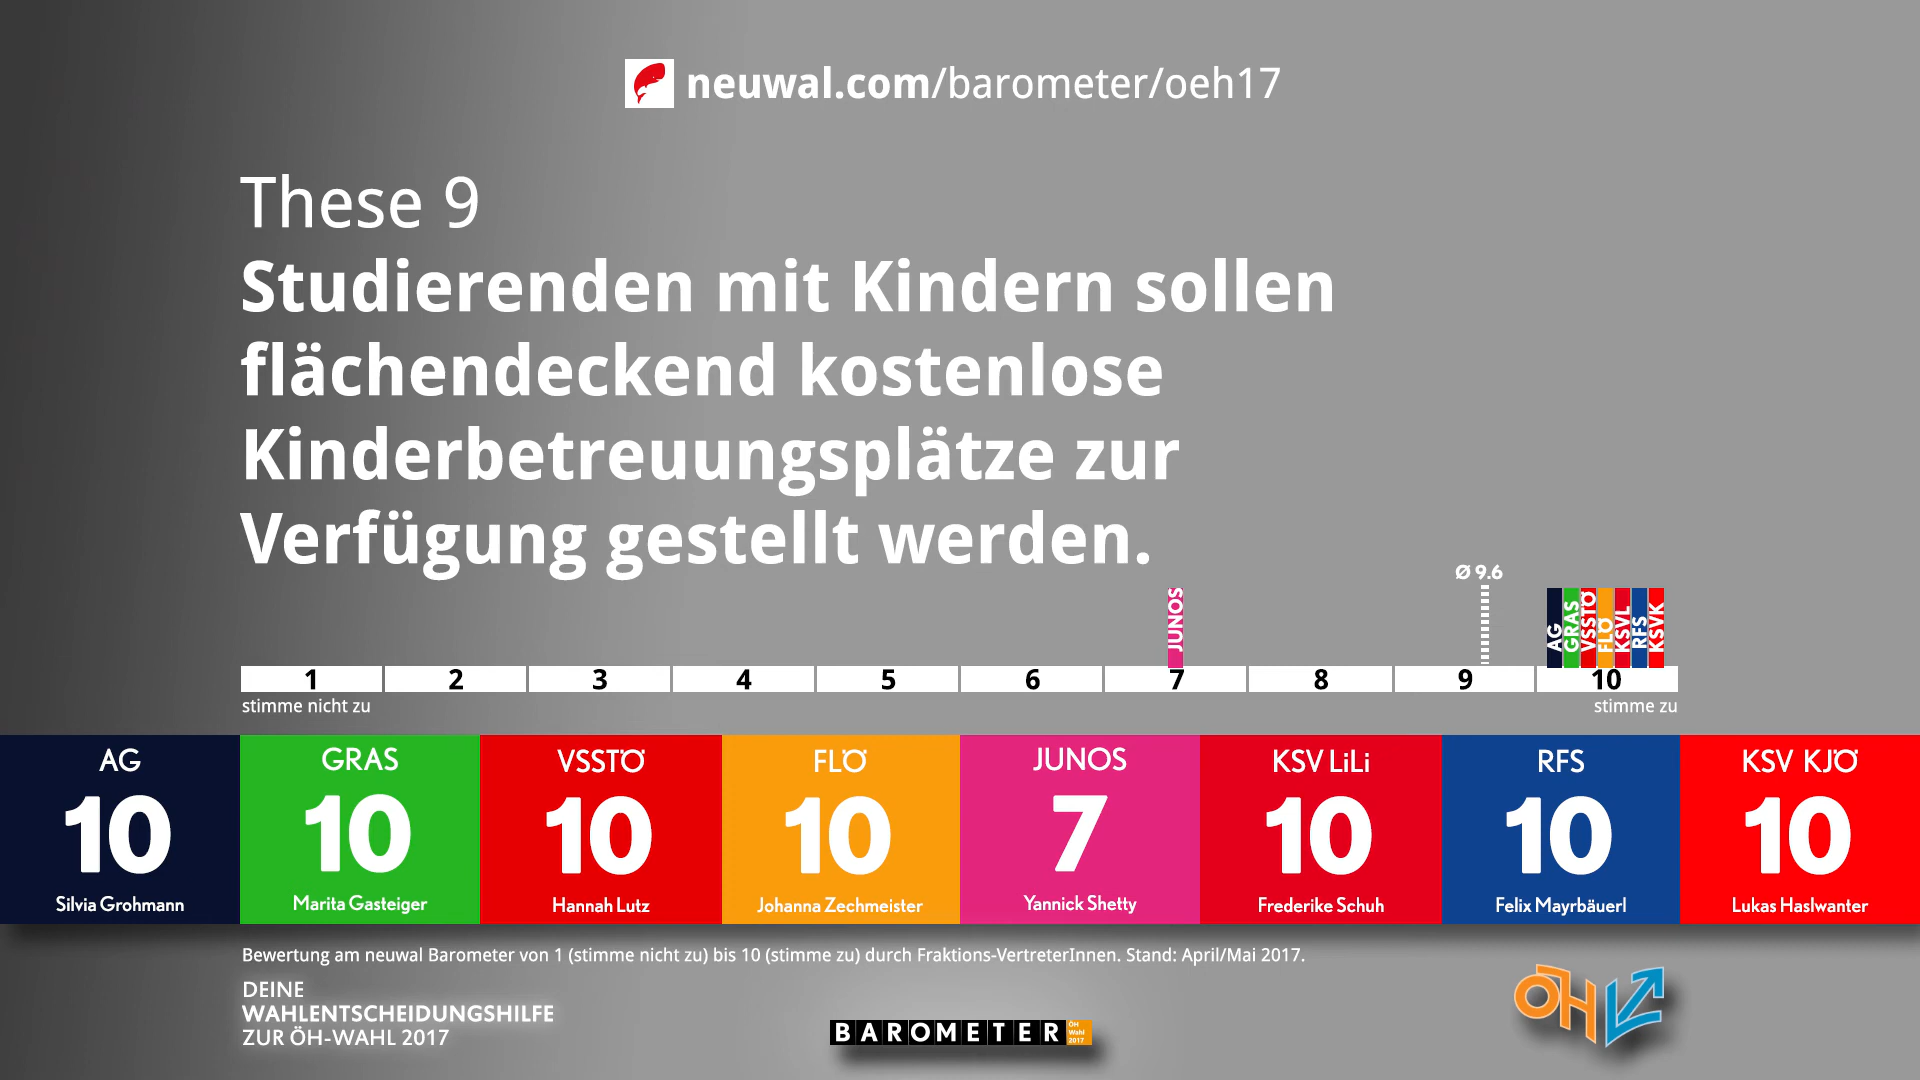 neuwal.com/barometer/oeh17
These 9
Studierenden mit Kindern sollen
flächendeckend kostenlose
Kinderbetreuungsplätze zur
Verfügung gestellt werden.
Ø 9.6
JUNOS
AG GRAS VSSTÖ FLÖ KSVL RFS KSVK
1 2 3 4 5 6 7 8 9 10
stimme nicht zu stimme zu
AG GRAS VSSTÖ FLÖ JUNOS KSV LiLi RFS KSV KJÖ
10 10 10 10 7 10 10 10
Silvia Grohmann Marita Gasteiger Hannah Lutz Johanna Zechmeister Yannick Shetty Frederike Schuh Felix Mayrbäuerl Lukas Haslwanter
Bewertung am neuwal Barometer von 1 (stimme nicht zu) bis 10 (stimme zu) durch Fraktions-VertreterInnen. Stand: April/Mai 2017.
DEINE
WAHLENTSCHEIDUNGSHILFE
ZUR ÖH-WAHL 2017
BAROMETER
ÖH
Wahl
2017
ÖH